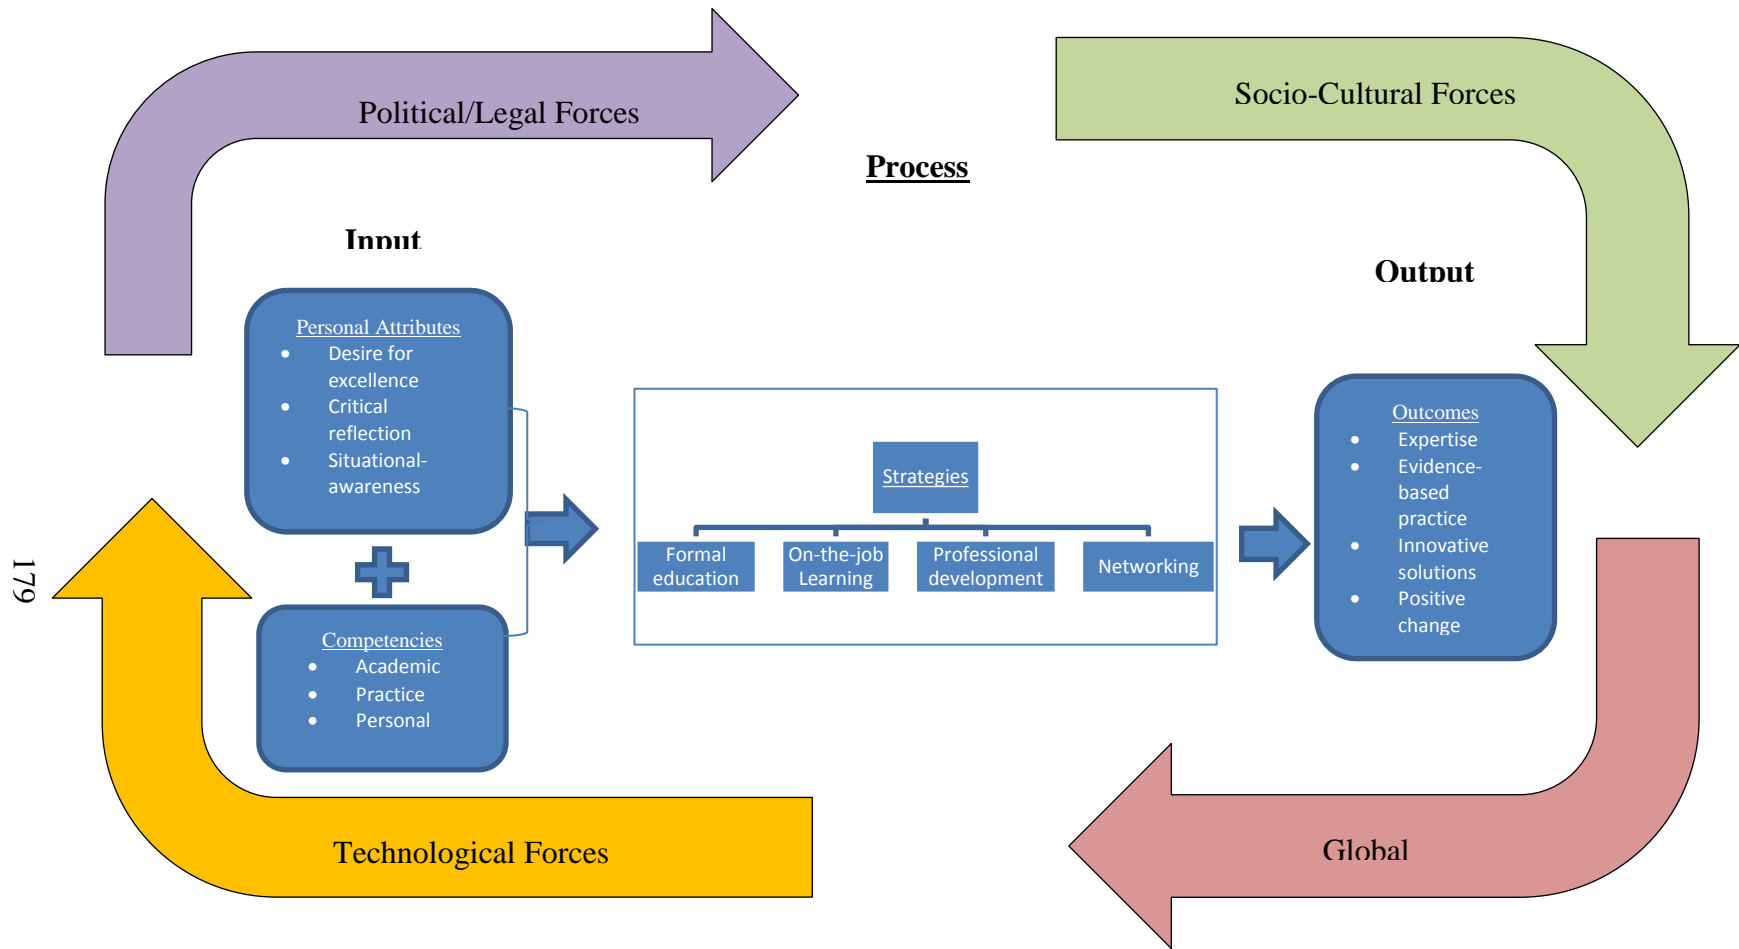 Political/Legal Forces
Socio-Cultural Forces
Process
Input
Output
Personal Attributes
• Desire for
excellence
• Critical
reflection
• Situational-
awareness
Competencies
• Academic
• Practice
• Personal
Strategies
Formal
education
On-the-job
Learning
Professional
development
Networking
Outcomes
• Expertise
• Evidence-
based
practice
• Innovative
solutions
• Positive
change
Technological Forces
Global
179